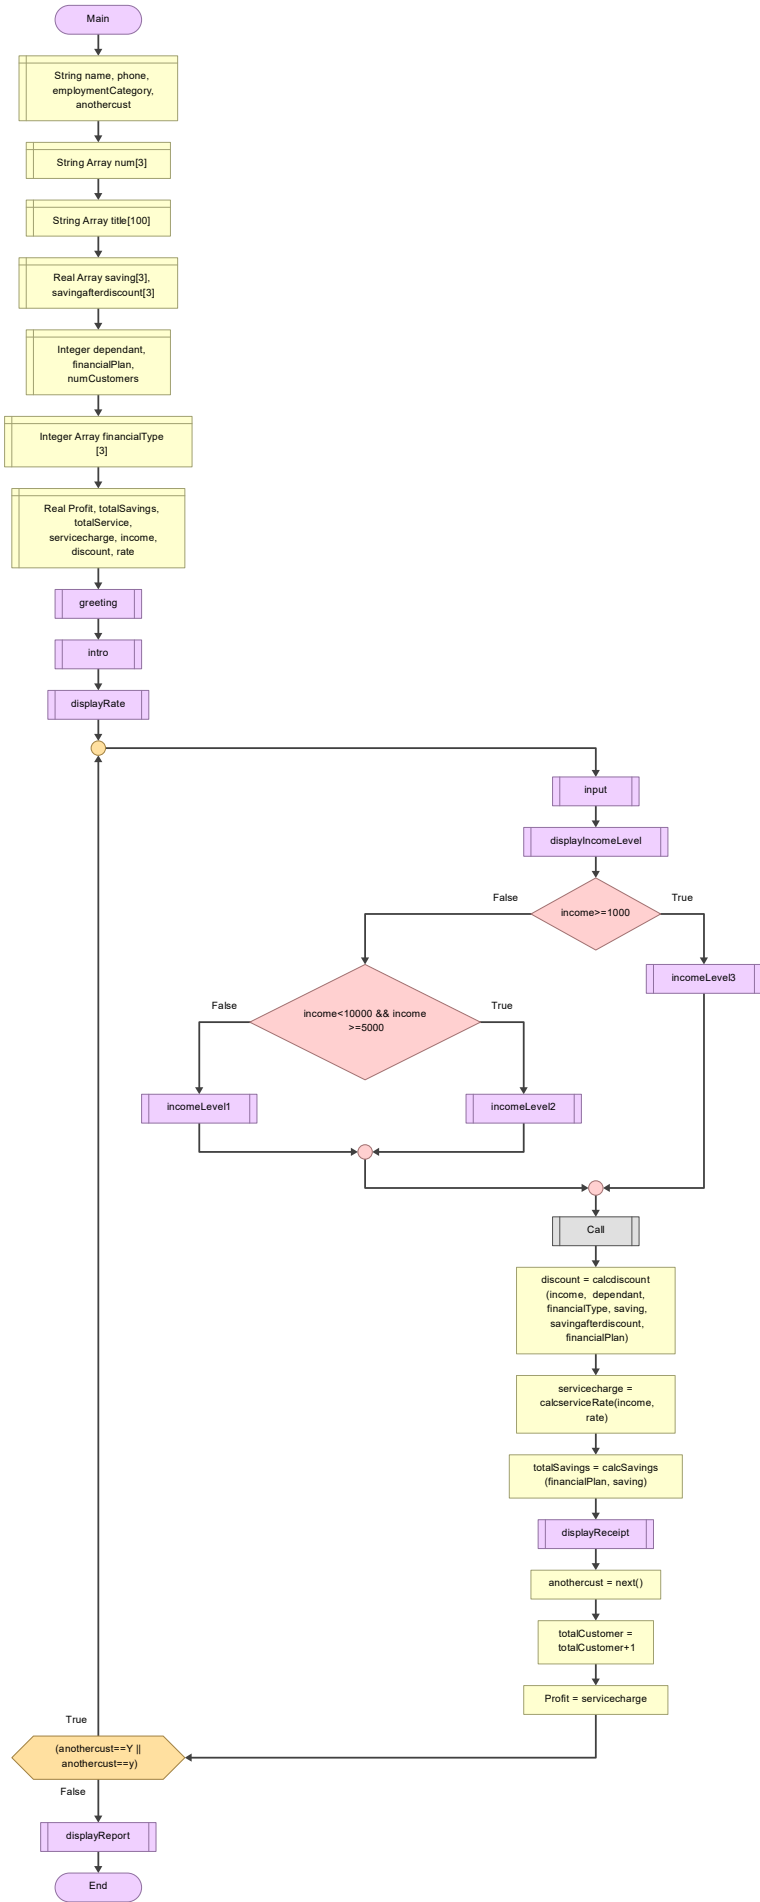 Main
String name, phone,
employmentCategory,
anothercust
String Array num[3]
String Array title[100]
Real Array saving[3],
savingafterdiscount[3]
Integer dependant,
financialPlan,
numCustomers
Integer Array financialType
[3]
Real Profit, totalSavings,
totalService,
servicecharge, income,
discount, rate
greeting
intro
displayRate
input
displayIncomeLevel
False
True
income>=1000
incomeLevel3
False
True
income<10000 && income
>=5000
incomeLevel1
incomeLevel2
Call
discount = calcdiscount
(income, dependant,
financialType, saving,
savingafterdiscount,
financialPlan)
servicecharge =
calcserviceRate(income,
rate)
totalSavings = calcSavings
(financialPlan, saving)
displayReceipt
anothercust = next()
totalCustomer =
totalCustomer+1
Profit = servicecharge
True
(anothercust==Y ||
anothercust==y)
False
displayReport
End